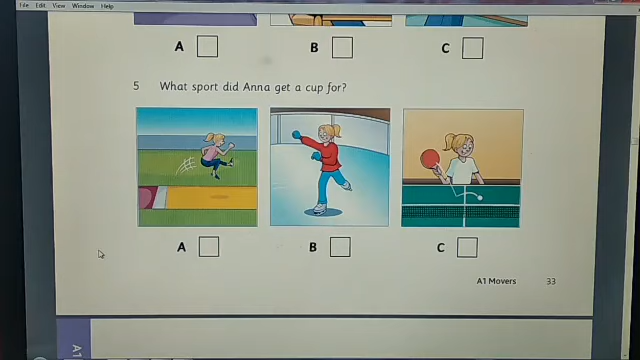 File Edit View Window Help
A B C
5 What sport did Anna get a cup for?
A B C
A1 Movers 33
A1